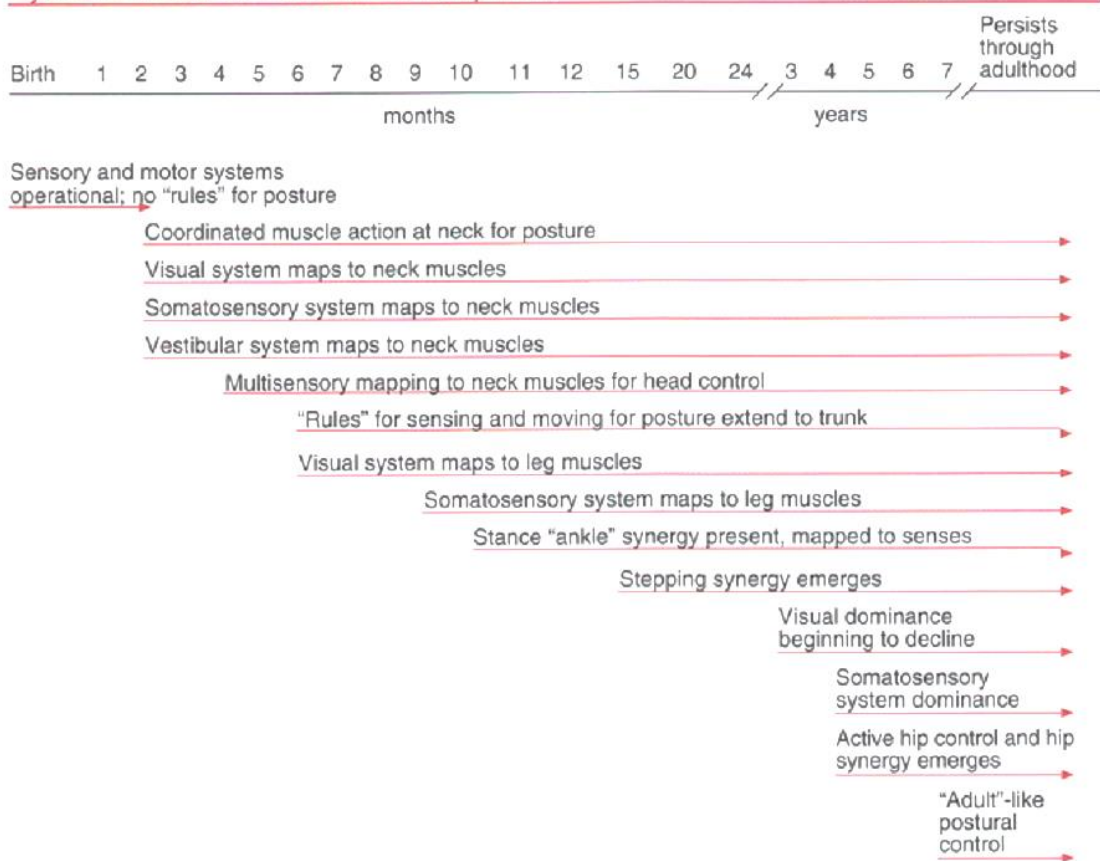 Persists
through
adulthood
Birth 1 2 3 4 5 6 7 8 9 10 11 12 15 20 24 3 4 5 6 7
months years
Sensory and motor systems
operational; no "rules" for posture
Coordinated muscle action at neck for posture
Visual system maps to neck muscles
Somatosensory system maps to neck muscles
Vestibular system maps to neck muscles
Multisensory mapping to neck muscles for head control
"Rules" for sensing and moving for posture extend to trunk
Visual system maps to leg muscles
Somatosensory system maps to leg muscles
Stance "ankle" synergy present, mapped to senses
Stepping synergy emerges
Visual dominance
beginning to decline
Somatosensory
system dominance
Active hip control and hip
synergy emerges
"Adult"-like
postural
control